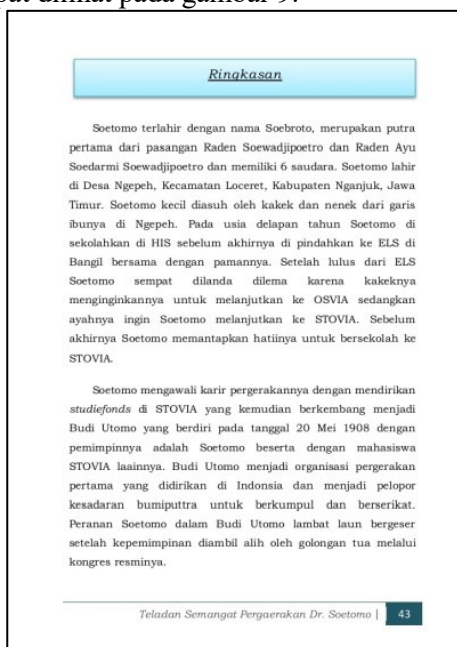 Ringkasan
Soetomo terlahir dengan nama Soebroto, merupakan putra
pertama dari pasangan Raden Soewadjipoetro dan Raden Ayu
Soedarmi Soewadjipoetro dan memiliki 6 saudara. Soetomo lahir
di Desa Ngepeh, Kecamatan Loceret, Kabupaten Nganjuk, Jawa
Timur. Soetomo kecil diasuh oleh kakek dan nenek dari garis
ibunya di Ngepeh. Pada usia delapan tahun Soetomo di
sekolahkan di HIS sebelum akhirnya di pindahkan ke ELS di
Bangil bersama dengan pamannya. Setelah lulus dari ELS
Soetomo sempat dilanda dilema karena kakeknya
menginginkannya untuk melanjutkan ke OSVIA sedangkan
ayahnya ingin Soetomo melanjutkan ke STOVIA. Sebelum
akhirnya Soetomo memantapkan hatiinya untuk bersekolah ke
STOVIA.
Soetomo mengawali karir pergerakannya dengan mendirikan
studiefonds di STOVIA yang kemudian berkembang menjadi
Budi Utomo yang berdiri pada tanggal 20 Mei 1908 dengan
pemimpinnya adalah Soetomo beserta dengan mahasiswa
STOVIA laainnya. Budi Utomo menjadi organisasi pergerakan
pertama yang didirikan di Indonsia dan menjadi pelopor
kesadaran bumiputtra untuk berkumpul dan berserikat.
Peranan Soetomo dalam Budi Utomo lambat laun bergeser
setelah kepemimpinan diambil alih oleh golongan tua melalui
kongres resminya.
Teladan Semangat Pergaerakan Dr. Soetomo | 43